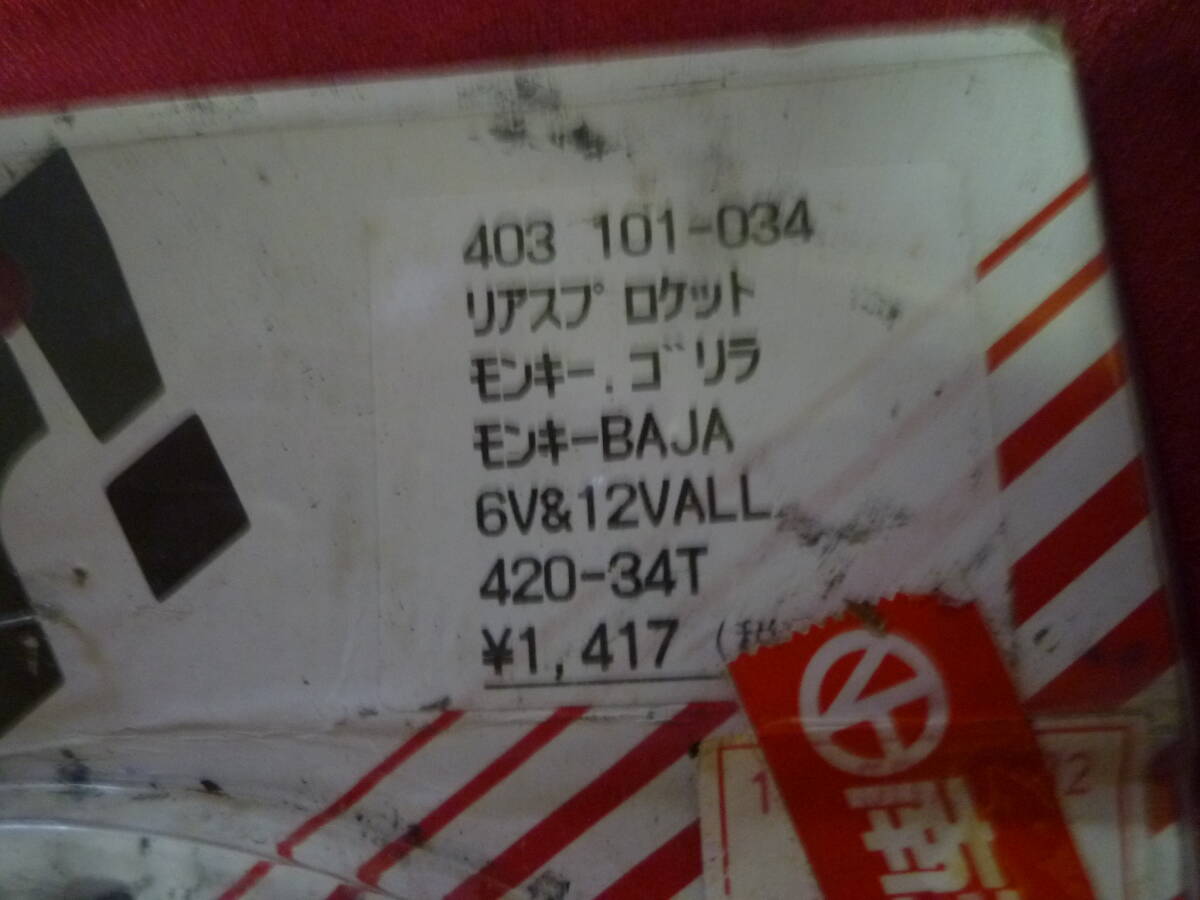 403 101-034
リアスプロケット
モンキー.ゴリラ
モンキーBAJA
6V&12VALL
420-34T
¥1,417 (税